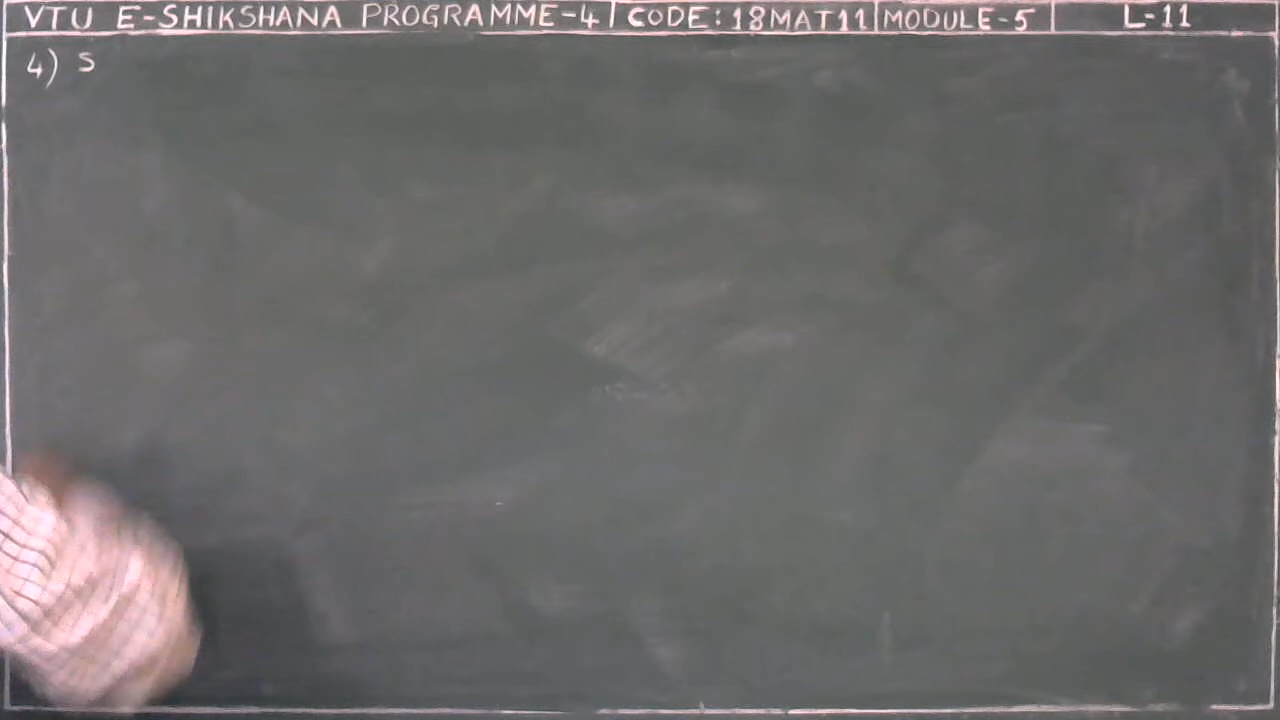 VTU E-SHIKSHANA PROGRAMME-4 | CODE: 18MAT11 | MODULE-5 | L-11
4) S